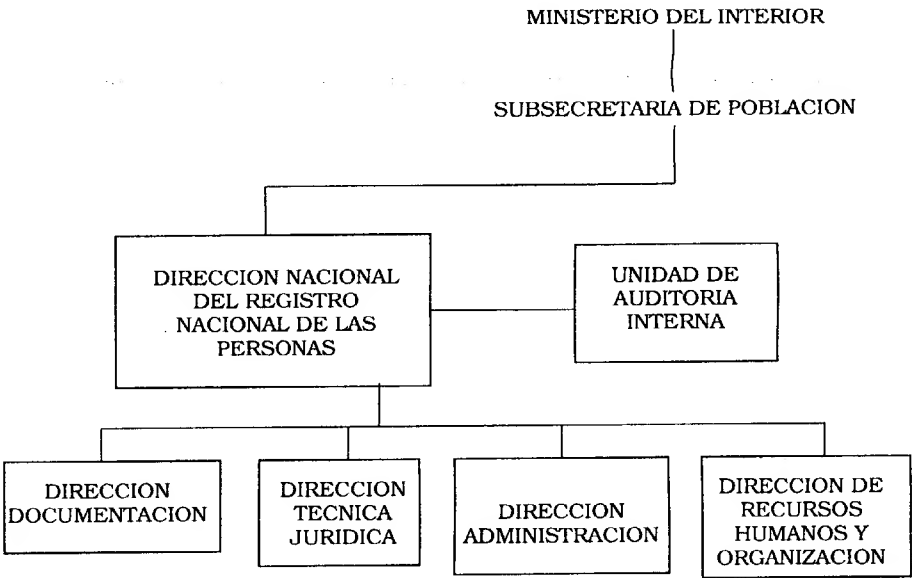 MINISTERIO DEL INTERIOR
SUBSECRETARIA DE POBLACION
DIRECCION NACIONAL
DEL REGISTRO
NACIONAL DE LAS
PERSONAS
UNIDAD DE
AUDITORIA
INTERNA
DIRECCION
DOCUMENTACION
DIRECCION
TECNICA
JURIDICA
DIRECCION
ADMINISTRACION
DIRECCION DE
RECURSOS
HUMANOS Y
ORGANIZACION